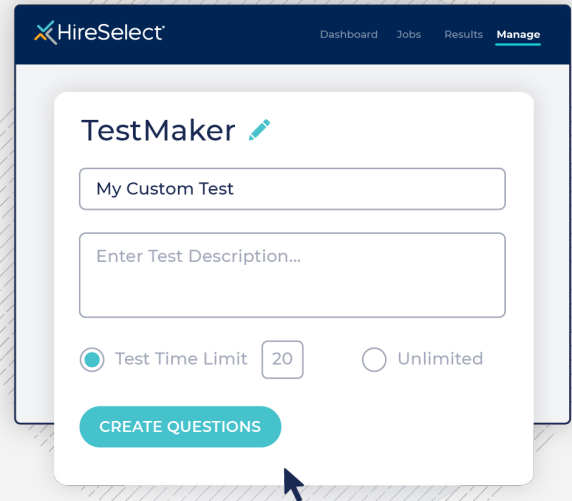 HireSelect®
Dashboard Jobs Results Manage
TestMaker
My Custom Test
Enter Test Description...
Test Time Limit 20 Unlimited
CREATE QUESTIONS